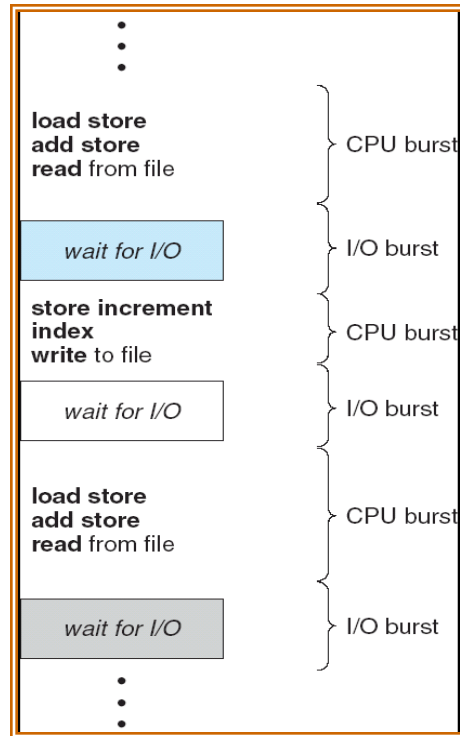 load store
add store
read from file
CPU burst
wait for I/O
I/O burst
store increment
index
write to file
CPU burst
wait for I/O
I/O burst
load store
add store
read from file
CPU burst
wait for I/O
I/O burst